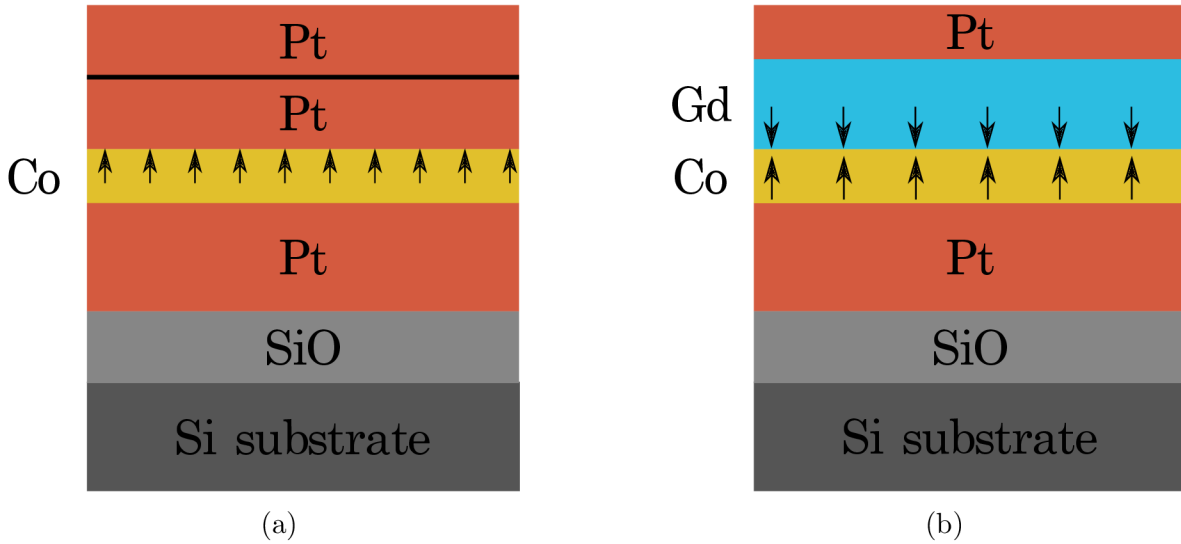 Pt
Pt
Co
Pt
SiO
Si substrate
(a)
Pt
Gd
Co
Pt
SiO
Si substrate
(b)